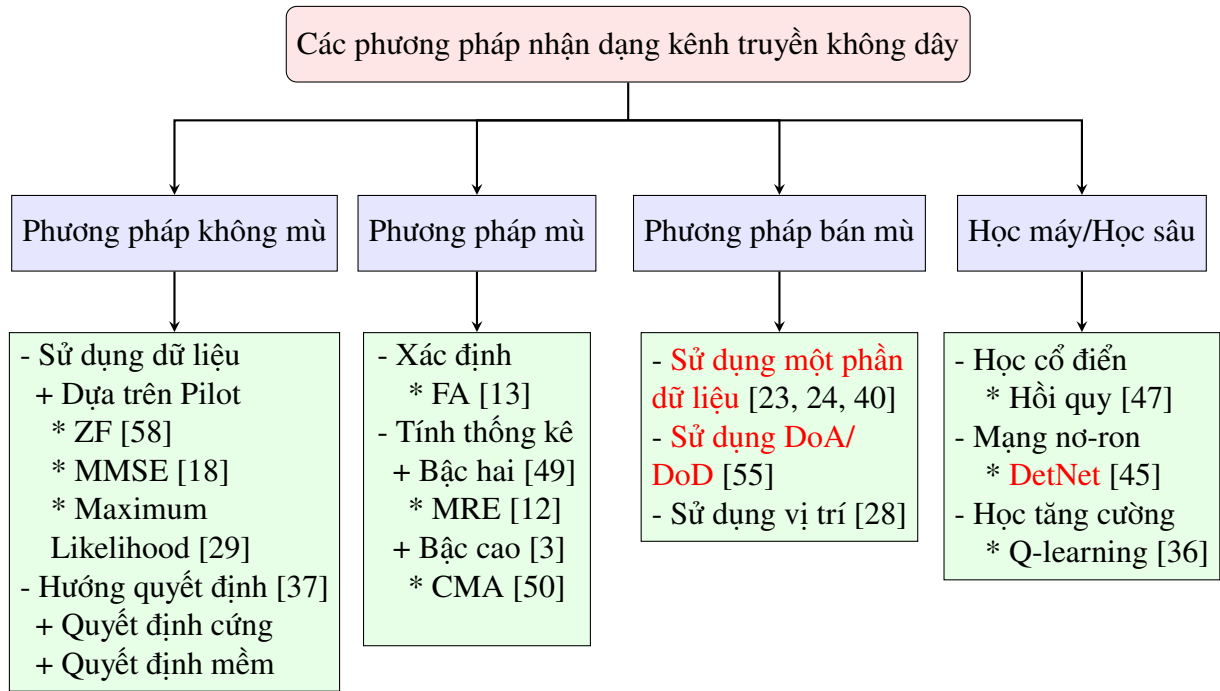 Các phương pháp nhận dạng kênh truyền không dây
Phương pháp không mù
Phương pháp mù
Phương pháp bán mù
Học máy/Học sâu
- Sử dụng dữ liệu
+ Dựa trên Pilot
* ZF [58]
* MMSE [18]
* Maximum
Likelihood [29]
- Hướng quyết định [37]
+ Quyết định cứng
+ Quyết định mềm
- Xác định
* FA [13]
- Tính thống kê
+ Bậc hai [49]
* MRE [12]
+ Bậc cao [3]
* CMA [50]
- Sử dụng một phần
dữ liệu [23, 24, 40]
- Sử dụng DoA/
DoD [55]
- Sử dụng vị trí [28]
- Học cổ điển
* Hồi quy [47]
- Mạng nơ-ron
* DetNet [45]
- Học tăng cường
* Q-learning [36]